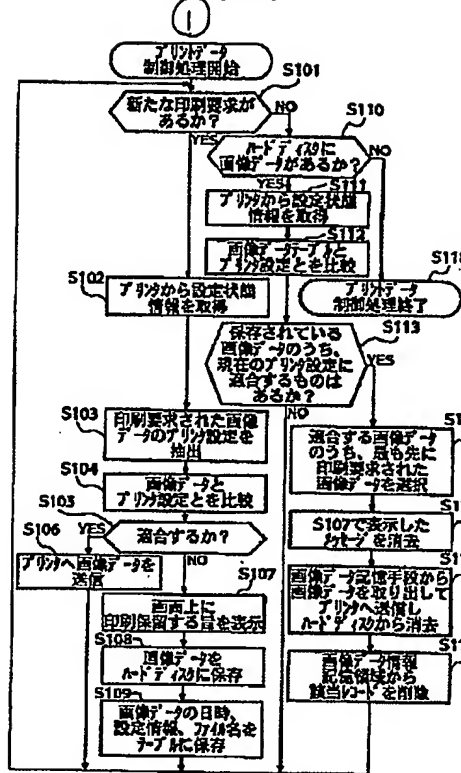 プリントデータ
制御処理開始
S101
新たな印刷要求が
あるか?
NO
S110
YES
ハードディスクに
画像データがあるか?
NO
YES
S111
プリンタから設定状態
情報を取得
S112
画像データテーブルと
プリンタ設定とを比較
S102
プリンタから設定状態
情報を取得
プリントデータ
制御処理終了
S113
保存されている
画像データのうち、
現在のプリンタ設定に
適合するものは
あるか?
YES
NO
S103
印刷要求された画像
データのプリンタ設定を
抽出
S104
画像データと
プリンタ設定とを比較
適合する画像データ
のうち、最も先に
印刷要求された
画像データを選択
S105
適合するか?
YES
NO
S106
プリンタへ画像データを
送信
S107で表示した
メッセージを消去
S107
画面上に
印刷保留する旨を表示
画像データ記憶手段から
画像データを取り出して
プリンタへ送信し
ハードディスクから消去
S108
画像データを
ハードディスクに保存
画像データ情報
記憶領域から
該当レコードを削除
S109
画像データの日時、
設定情報、ファイル名を
テーブルに保存